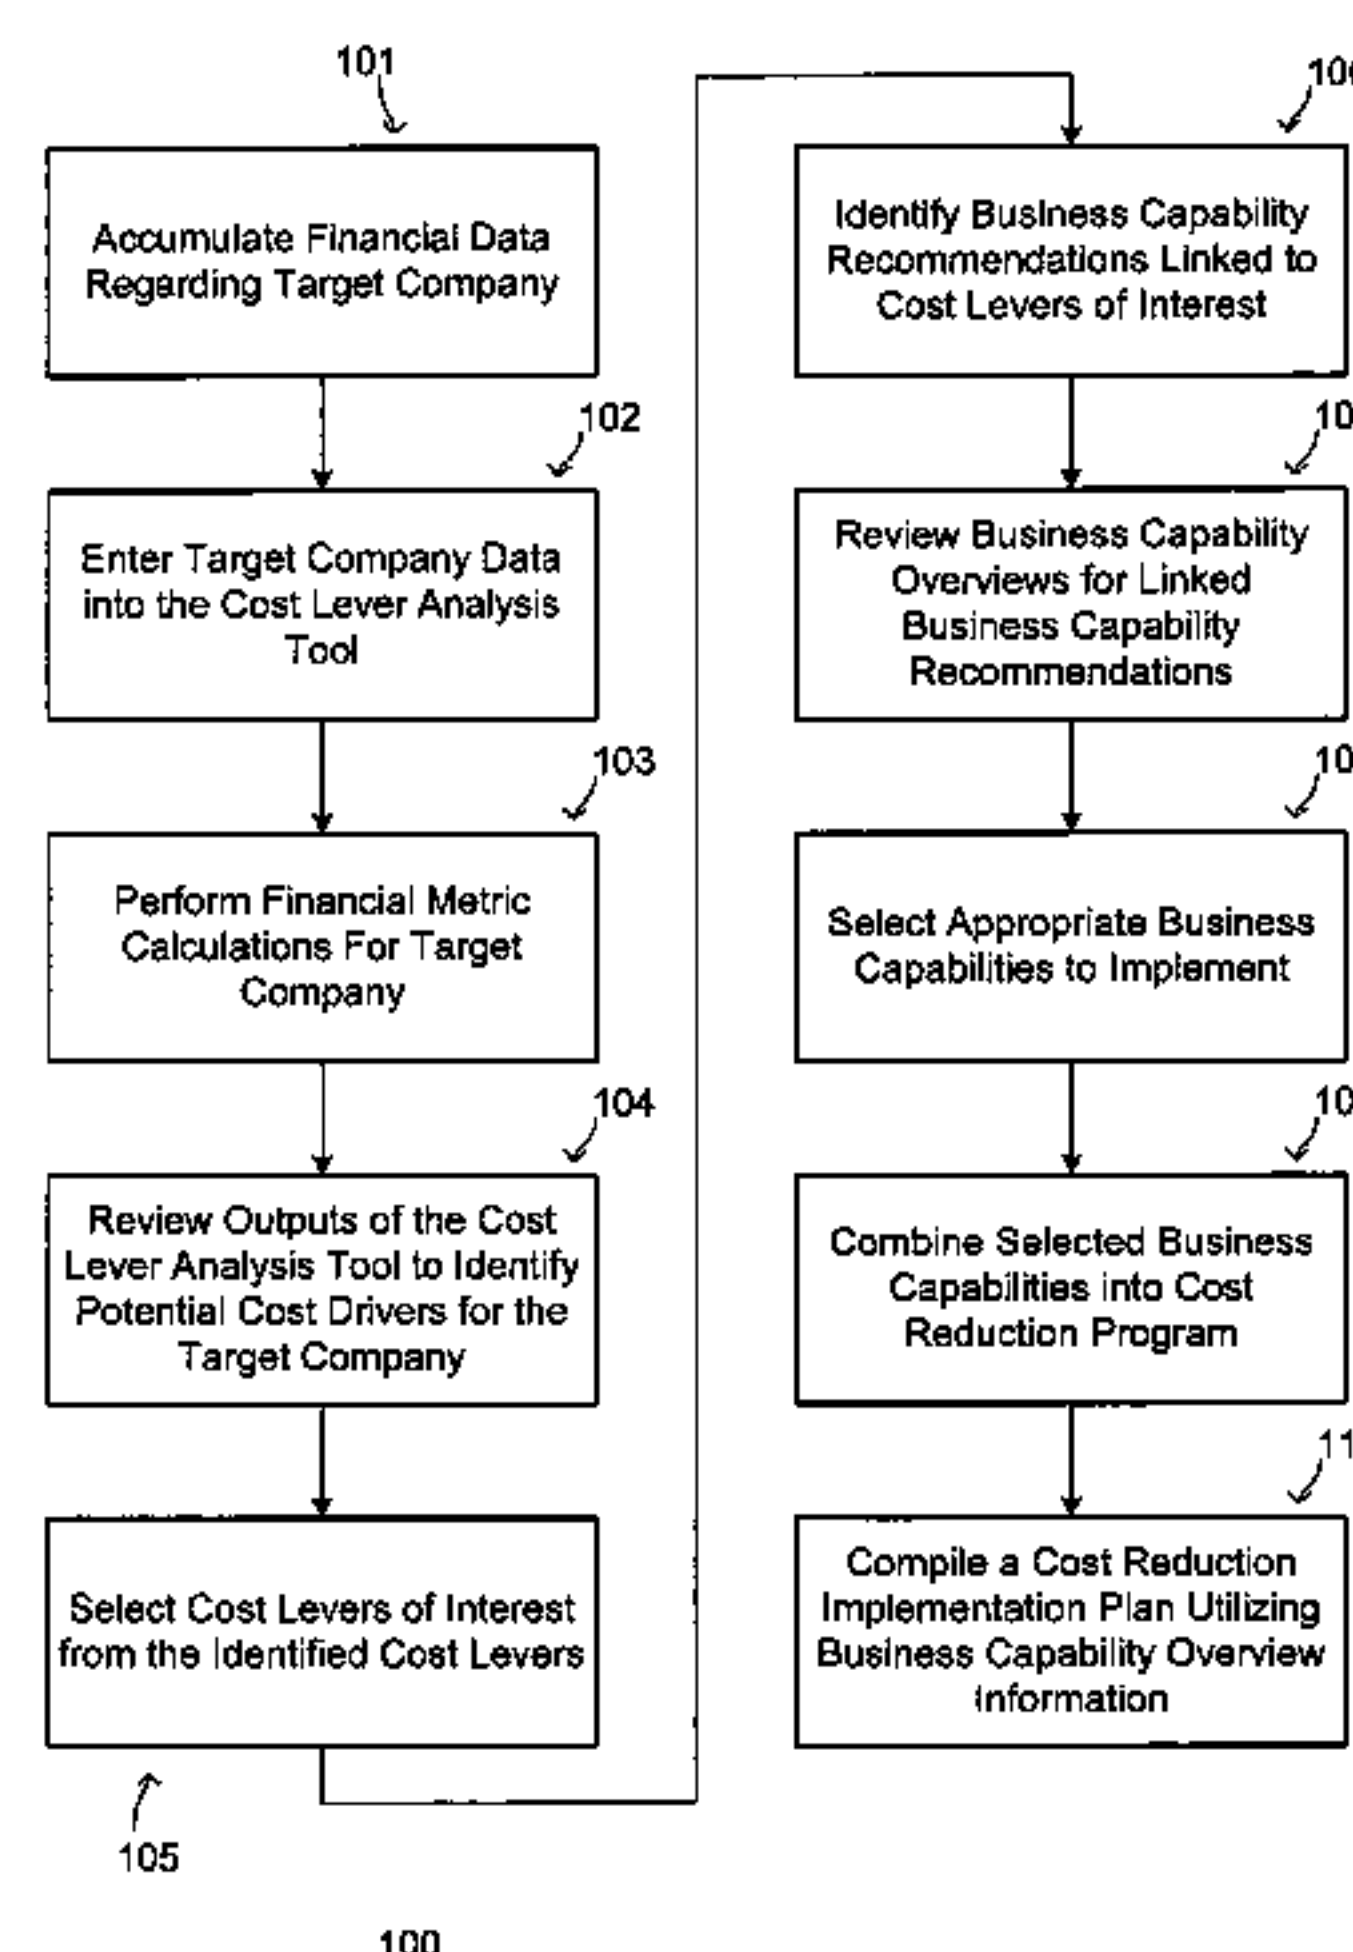 101
Accumulate Financial Data
Regarding Target Company
102
Enter Target Company Data
into the Cost Lever Analysis
Tool
103
Perform Financial Metric
Calculations For Target
Company
104
Review Outputs of the Cost
Lever Analysis Tool to Identify
Potential Cost Drivers for the
Target Company
Select Cost Levers of Interest
from the Identified Cost Levers
105
Identify Business Capability
Recommendations Linked to
Cost Levers of Interest
Review Business Capability
Overviews for Linked
Business Capability
Recommendations
Select Appropriate Business
Capabilities to Implement
Combine Selected Business
Capabilities into Cost
Reduction Program
Compile a Cost Reduction
Implementation Plan Utilizing
Business Capability Overview
Information
100